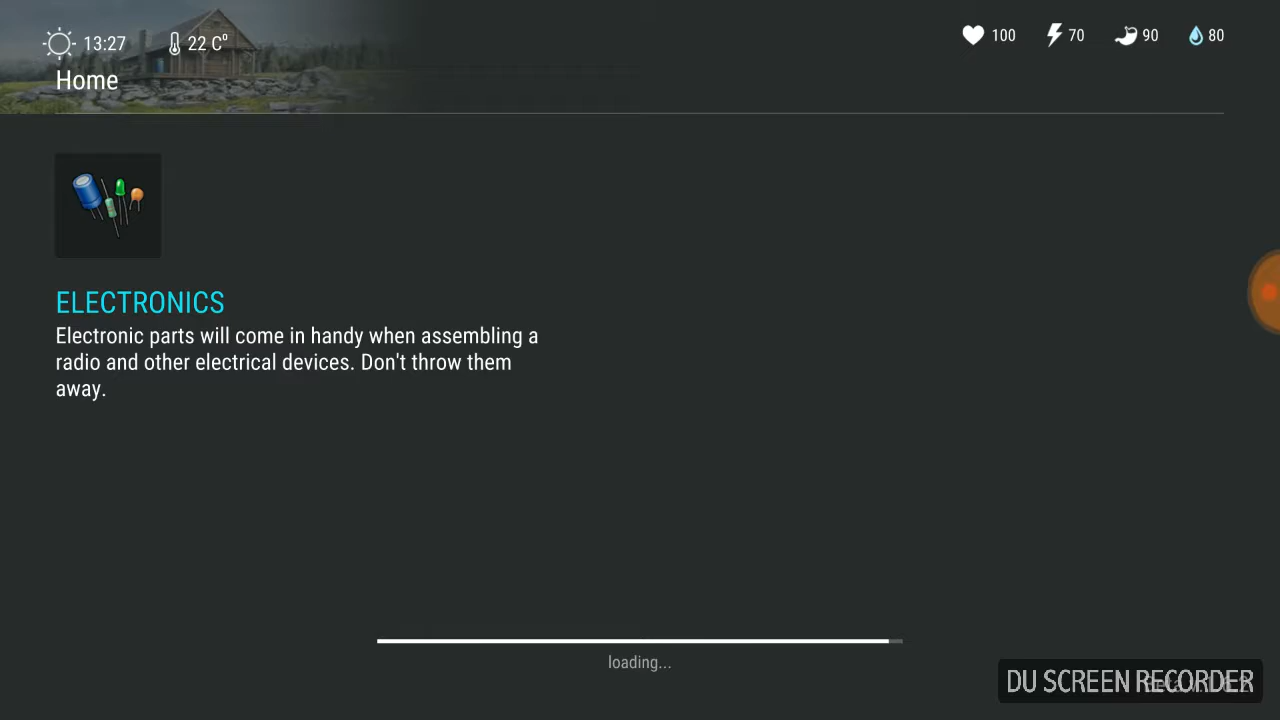 13:27 22 C°
100 70 90 80
Home
ELECTRONICS
Electronic parts will come in handy when assembling a
radio and other electrical devices. Don't throw them
away.
loading...
DU SCREEN RECORDER